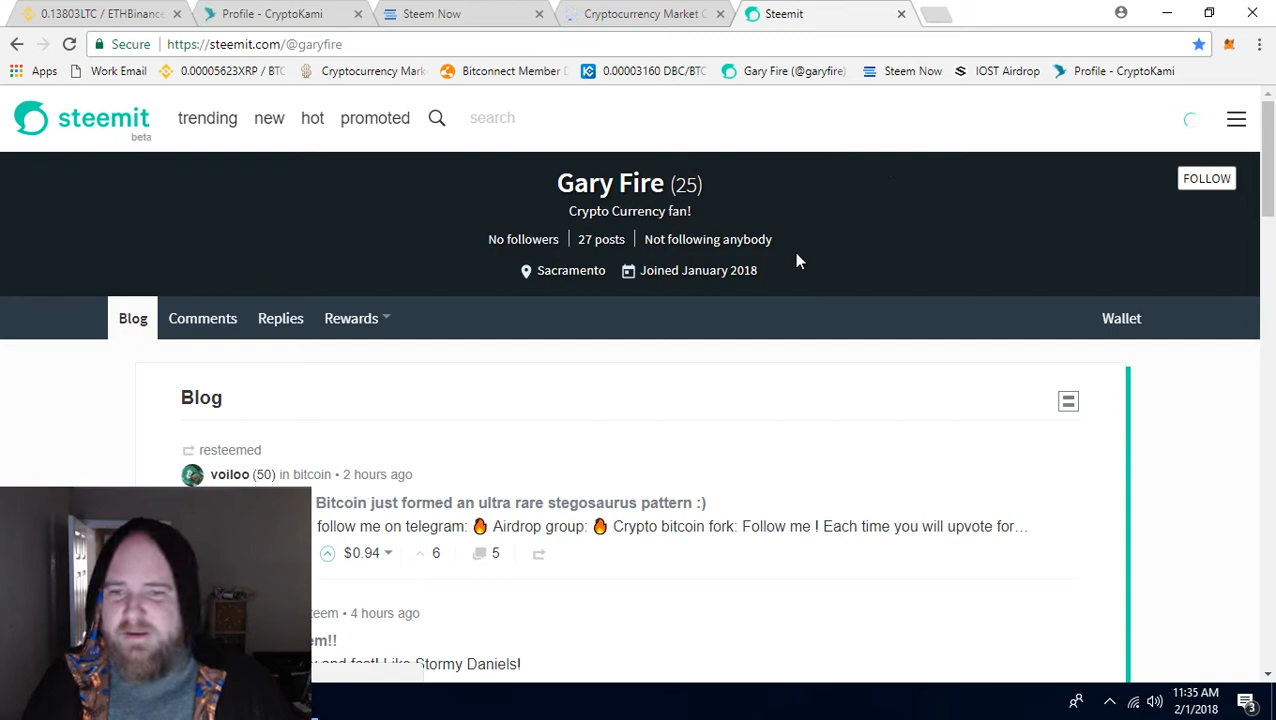 0.13803LTC / ETHBinance
Profile - CryptoKami
Steem Now
Cryptocurrency Market C
Steemit
Secure
https://steemit.com/@garyfire
Apps
Work Email
0.00005623XRP / BTC
Cryptocurrency Mark
Bitconnect Member D
0.00003160 DBC/BTC
Gary Fire (@garyfire)
Steem Now
IOST Airdrop
Profile - CryptoKami
steemit
beta
trending
new
hot
promoted
search
Gary Fire (25)
FOLLOW
Crypto Currency fan!
No followers
27 posts
Not following anybody
Sacramento
Joined January 2018
Blog
Comments
Replies
Rewards
Wallet
Blog
resteemed
voiloo (50) in bitcoin • 2 hours ago
Bitcoin just formed an ultra rare stegosaurus pattern :)
follow me on telegram: 🔥 Airdrop group: 🔥 Crypto bitcoin fork: Follow me ! Each time you will upvote for…
$0.94
6
5
teem • 4 hours ago
em!!
and fast! Like Stormy Daniels!
11:35 AM
2/1/2018
3